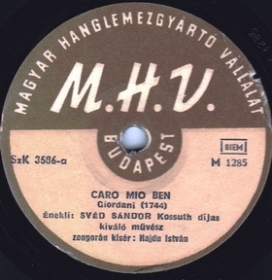 MAGYAR HANGLEMEZGYÁRTÓ VÁLLALAT
M.H.V.
BUDAPEST
SzK 3586-a
BIEM
M 1285
CARO MIO BEN
Giordani (1744)
Énekli: SVÉD SÁNDOR Kossuth díjas
kiváló művész
zongorán kisér: Hajdu István